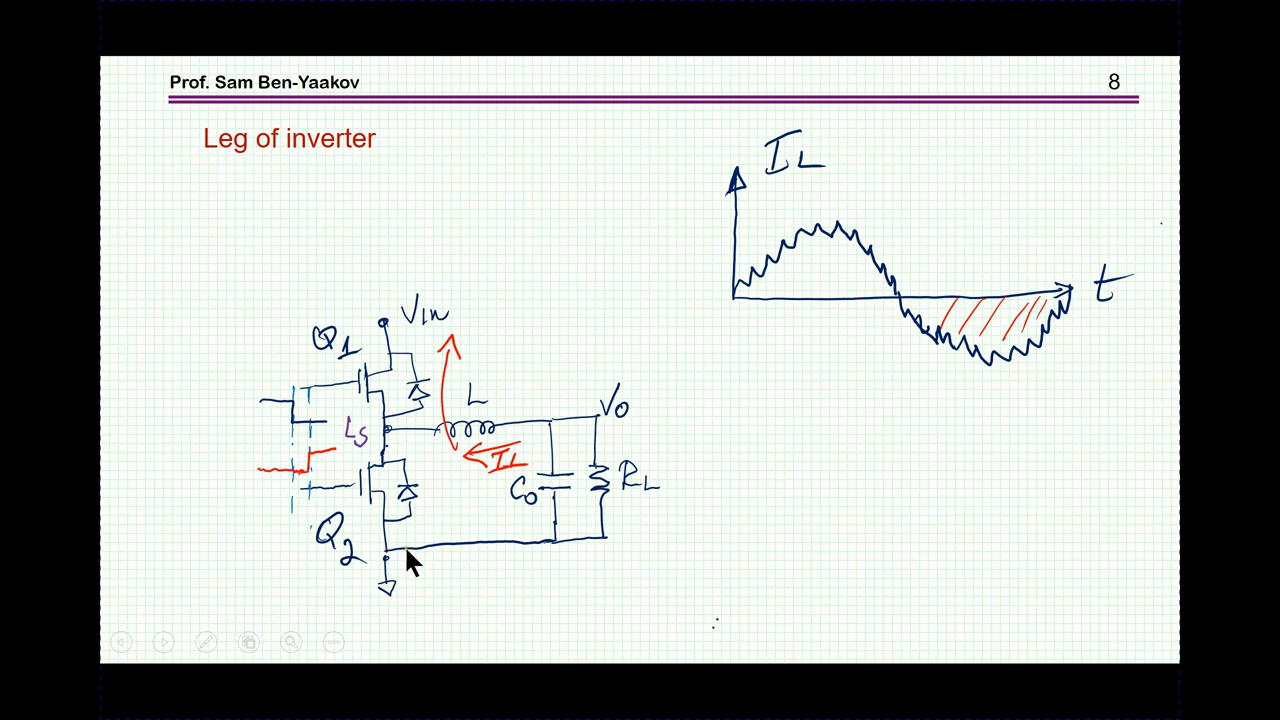 Prof. Sam Ben-Yaakov
8
Leg of inverter
IL
t
VIN
Q1
L
VO
LS
IL
CO
RL
Q2